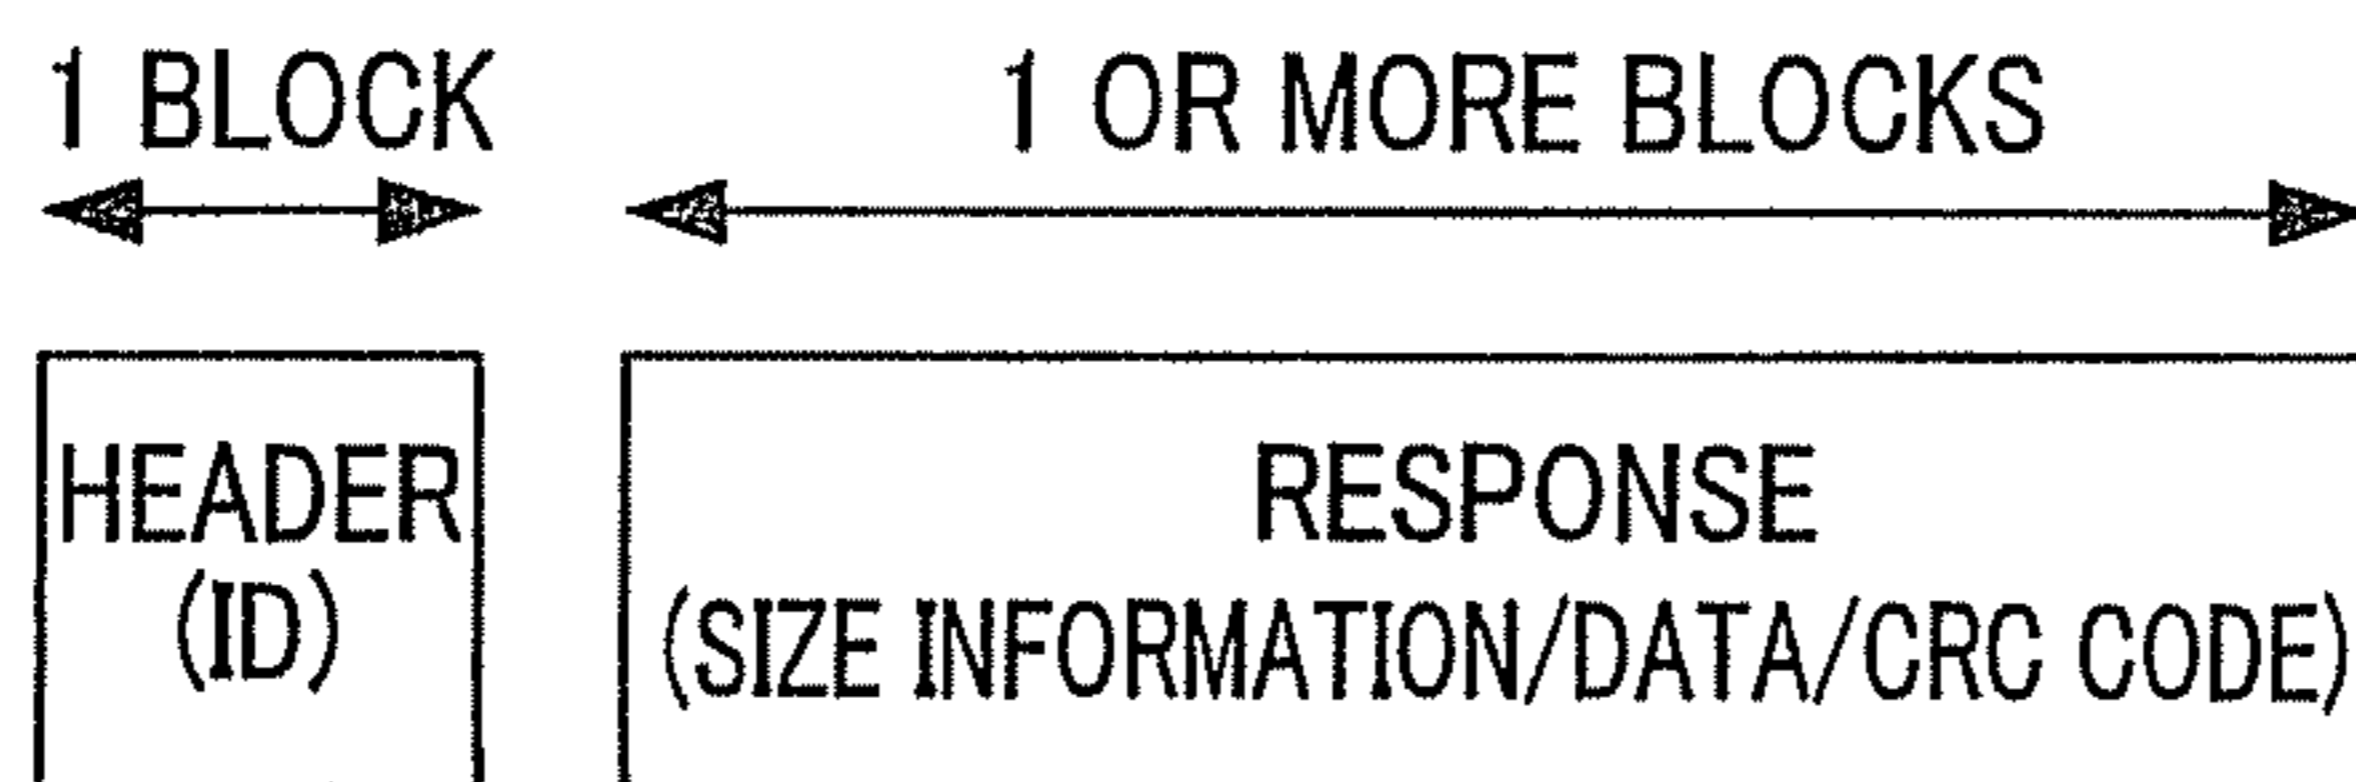 1 BLOCK
1 OR MORE BLOCKS
HEADER
(ID)
RESPONSE
(SIZE INFORMATION/DATA/CRC CODE)